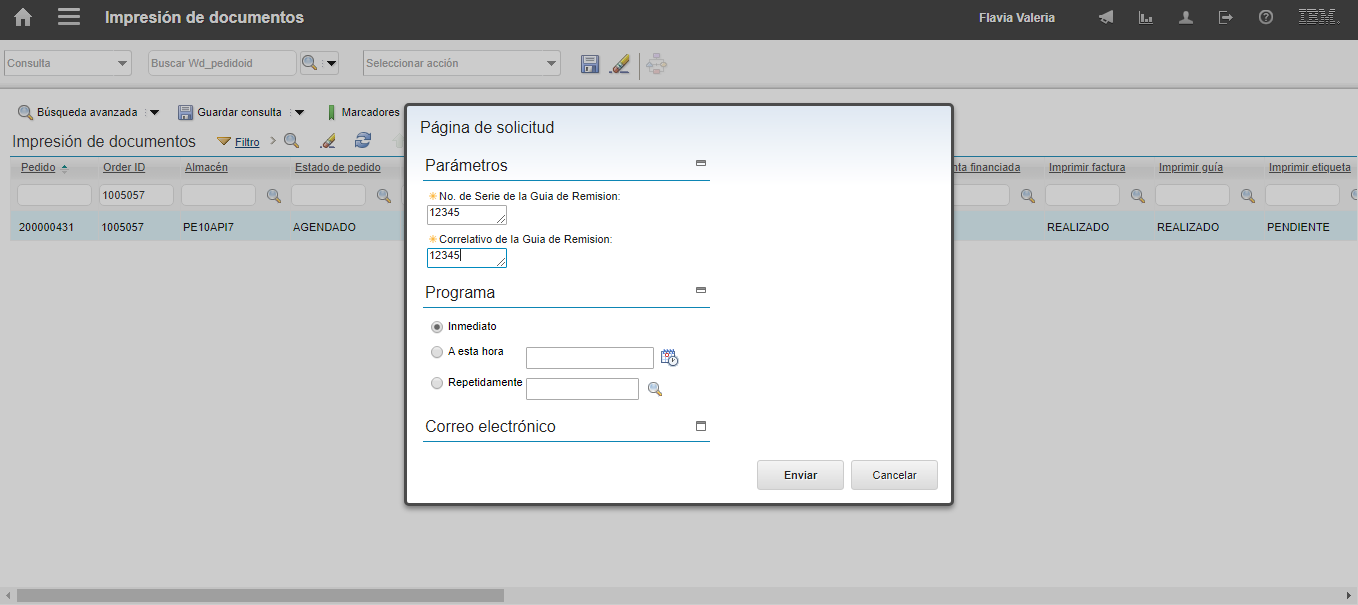 Impresión de documentos
Flavia Valeria
IBM.
Consulta
Buscar Wd_pedidoid
Seleccionar acción
Búsqueda avanzada
Guardar consulta
Marcadores
Impresión de documentos
Filtro
Pedido Order ID Almacén Estado de pedido nta financiada Imprimir factura Imprimir guía Imprimir etiqueta
1005057
200000431 1005057 PE10API7 AGENDADO REALIZADO REALIZADO PENDIENTE
Página de solicitud
Parámetros
No. de Serie de la Guia de Remision:
12345
Correlativo de la Guia de Remision:
12345
Programa
Inmediato
A esta hora
Repetidamente
Correo electrónico
Enviar
Cancelar